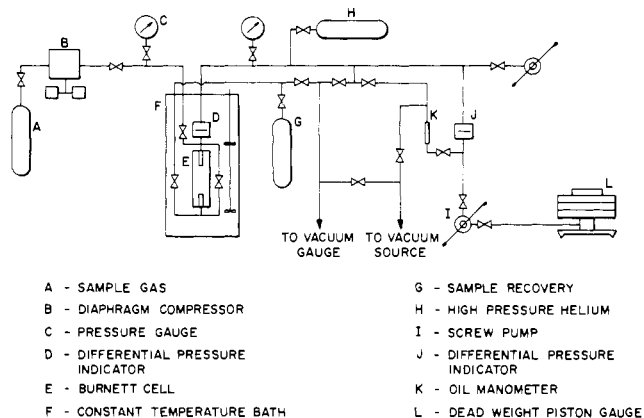 H
C
B
F
D
K
J
A
G
E
L
I
TO VACUUM
GAUGE
TO VACUUM
SOURCE
A - SAMPLE GAS
B - DIAPHRAGM COMPRESSOR
C - PRESSURE GAUGE
D - DIFFERENTIAL PRESSURE
INDICATOR
E - BURNETT CELL
F - CONSTANT TEMPERATURE BATH
G - SAMPLE RECOVERY
H - HIGH PRESSURE HELIUM
I - SCREW PUMP
J - DIFFERENTIAL PRESSURE
INDICATOR
K - OIL MANOMETER
L - DEAD WEIGHT PISTON GAUGE